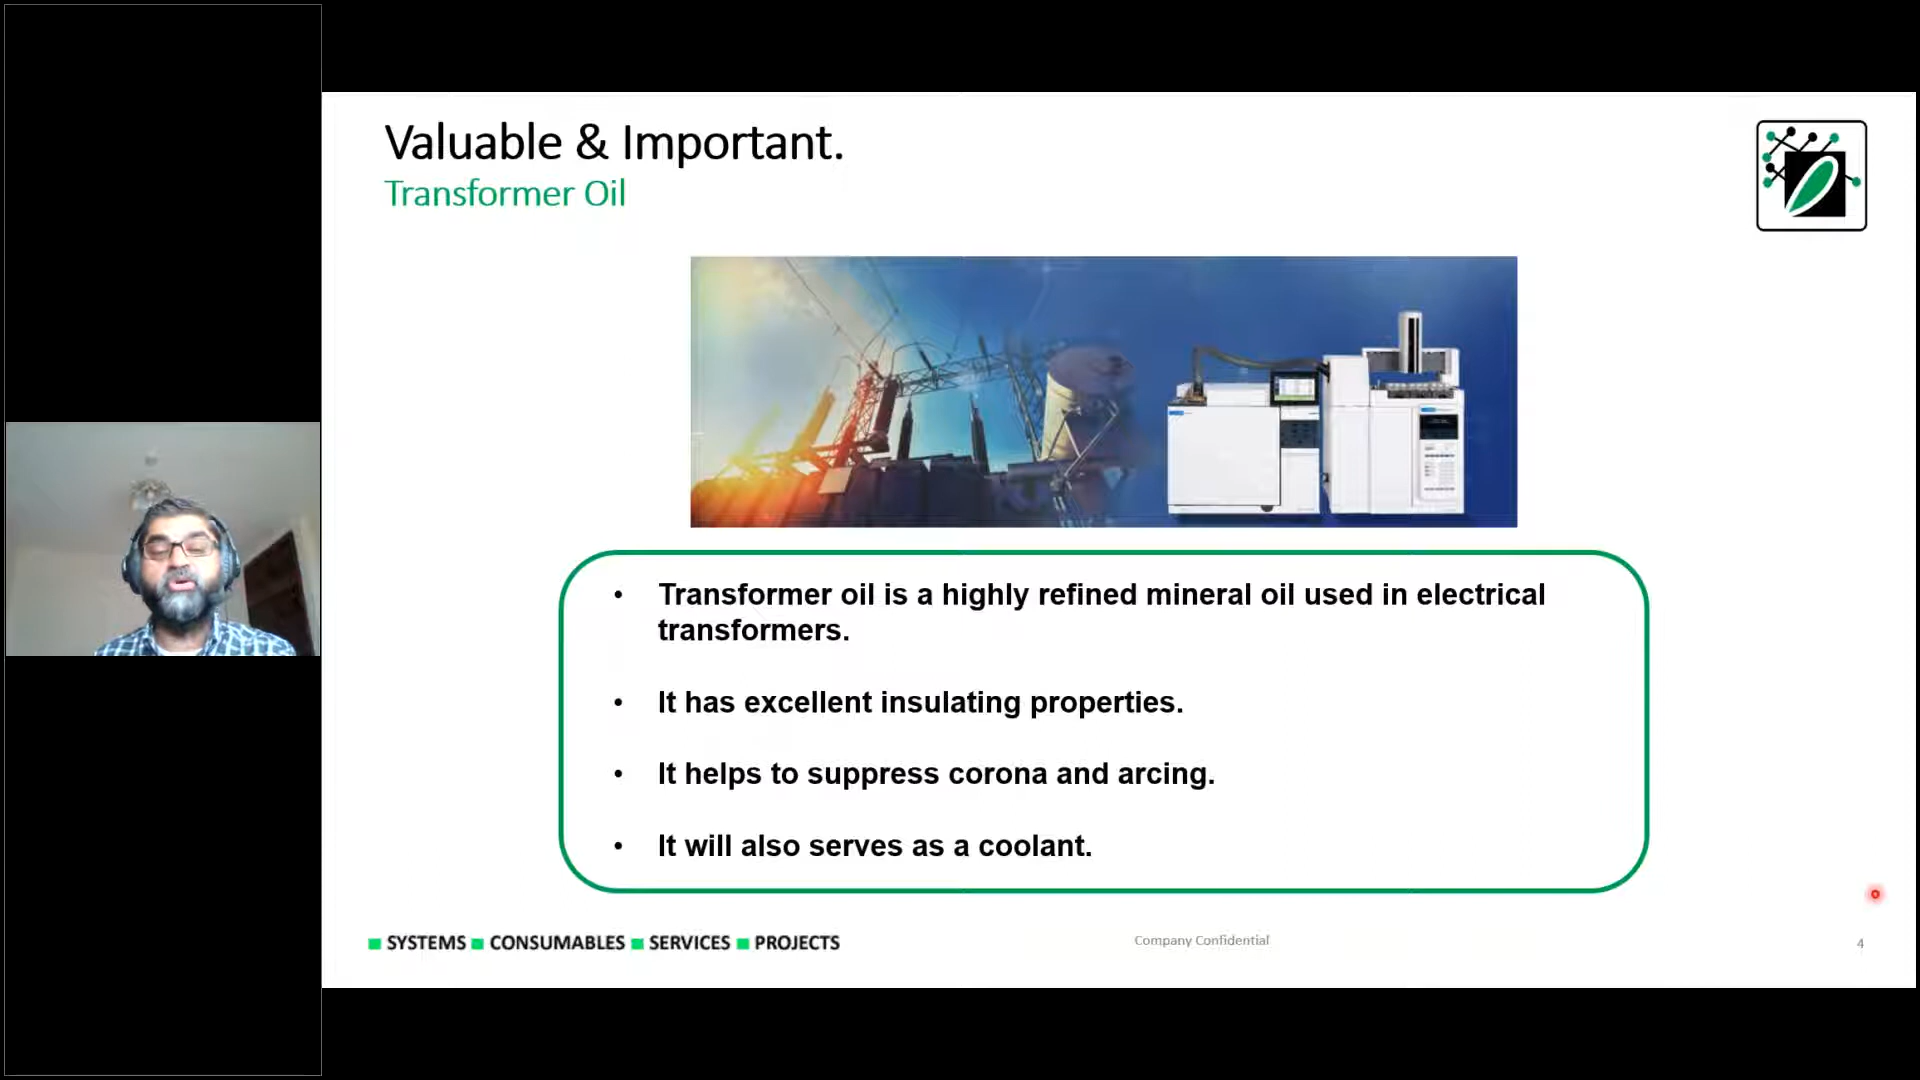 Valuable & Important.
Transformer Oil
• Transformer oil is a highly refined mineral oil used in electrical
transformers.
• It has excellent insulating properties.
• It helps to suppress corona and arcing.
• It will also serves as a coolant.
SYSTEMS CONSUMABLES SERVICES PROJECTS
Company Confidential
4